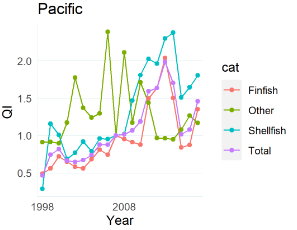 Pacific
QI
2.0
1.5
1.0
0.5
1998
2008
Year
cat
Finfish
Other
Shellfish
Total